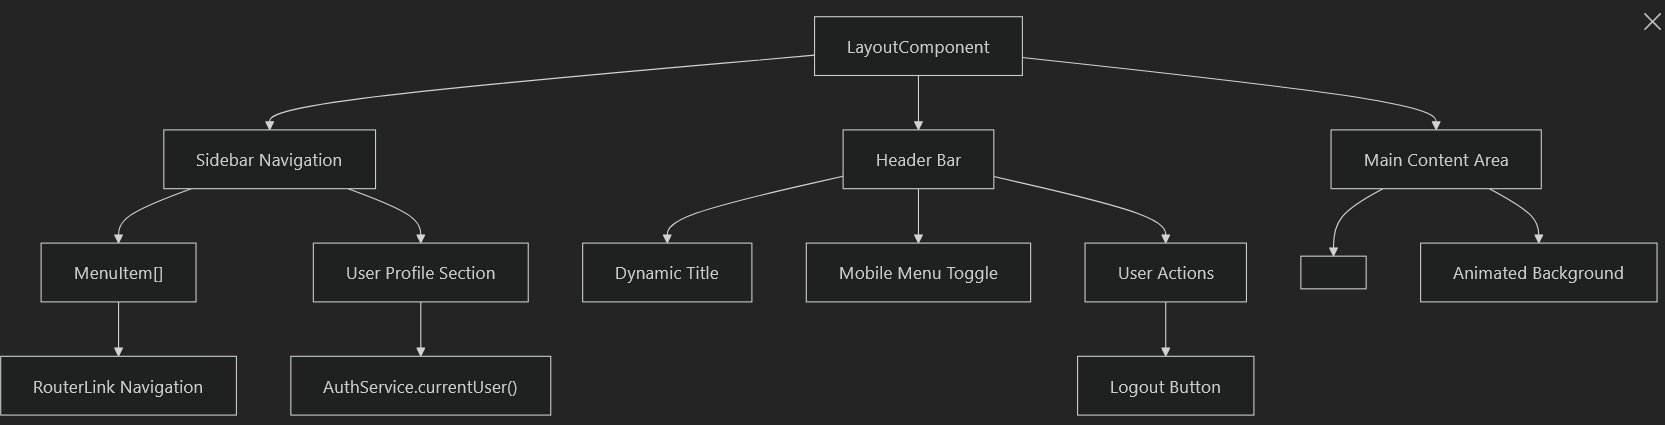 LayoutComponent
Sidebar Navigation
Header Bar
Main Content Area
MenuItem[]
User Profile Section
Dynamic Title
Mobile Menu Toggle
User Actions
Animated Background
RouterLink Navigation
AuthService.currentUser()
Logout Button